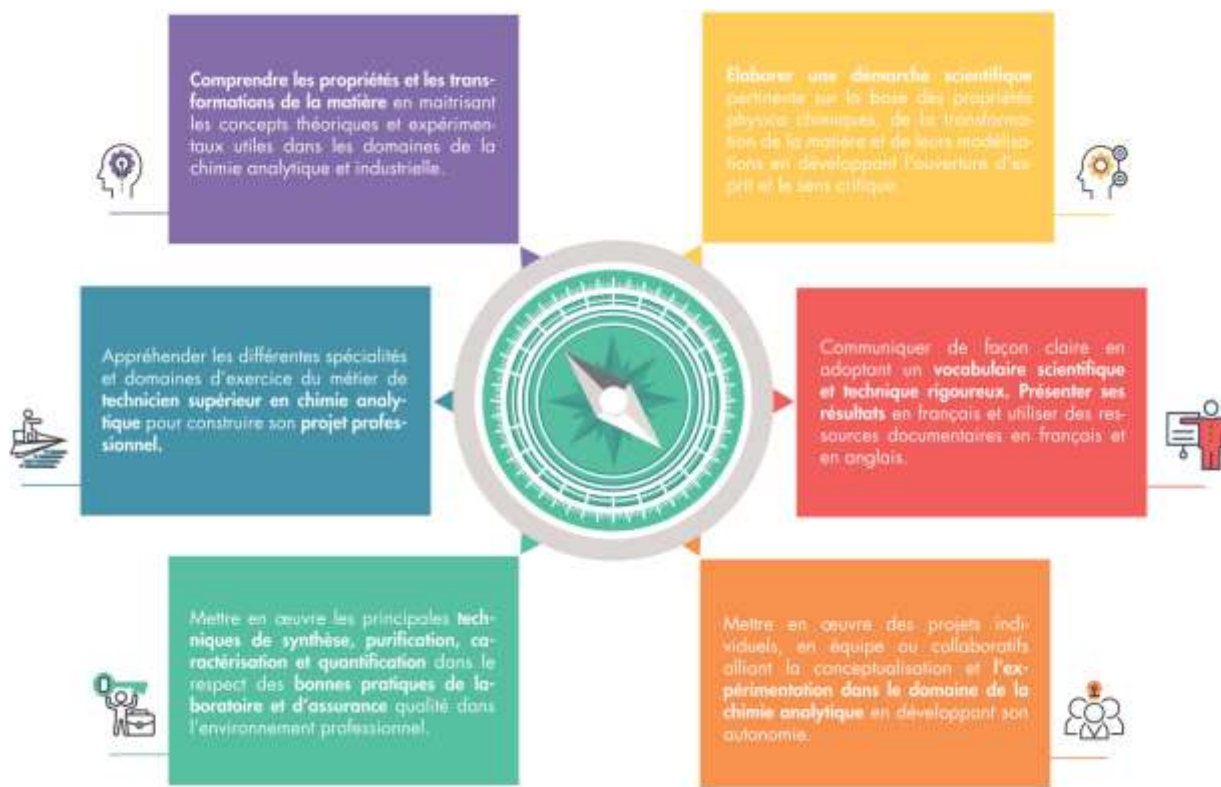 Comprendre les propriétés et les trans-
formations de la matière en maitrisant
les concepts théoriques et expérimen-
taux utiles dans les domaines de la
chimie analytique et industrielle.
Elaborer une démarche scientifique
pertinente sur la base des propriétés
physico chimiques, de la transforma-
tion de la matière et de leurs modélisa-
tions en développant l'ouverture d'es-
prit et le sens critique.
Appréhender les différentes spécialités
et domaines d'exercice du métier de
technicien supérieur en chimie analy-
tique pour construire son projet profes-
sionnel.
Communiquer de façon claire en
adoptant un vocabulaire scientifique
et technique rigoureux. Présenter ses
résultats en français et utiliser des res-
sources documentaires en français et
en anglais.
Mettre en œuvre les principales tech-
niques de synthèse, purification, ca-
ractérisation et quantification dans le
respect des bonnes pratiques de la-
boratoire et d'assurance qualité dans
l'environnement professionnel.
Mettre en œuvre des projets indi-
viduels, en équipe ou collaboratifs
alliant la conceptualisation et l'ex-
périmentation dans le domaine de la
chimie analytique en développant son
autonomie.